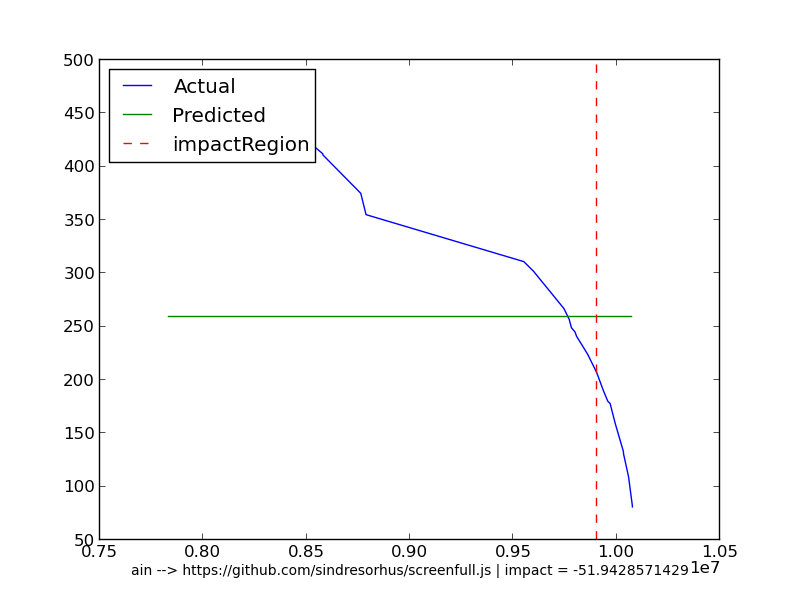 500
450
400
350
300
250
200
150
100
50
Actual
Predicted
impactRegion
0.75 0.80 0.85 0.90 0.95 1.00 1.05
1e7
ain --> https://github.com/sindresorhus/screenfull.js | impact = -51.9428571429